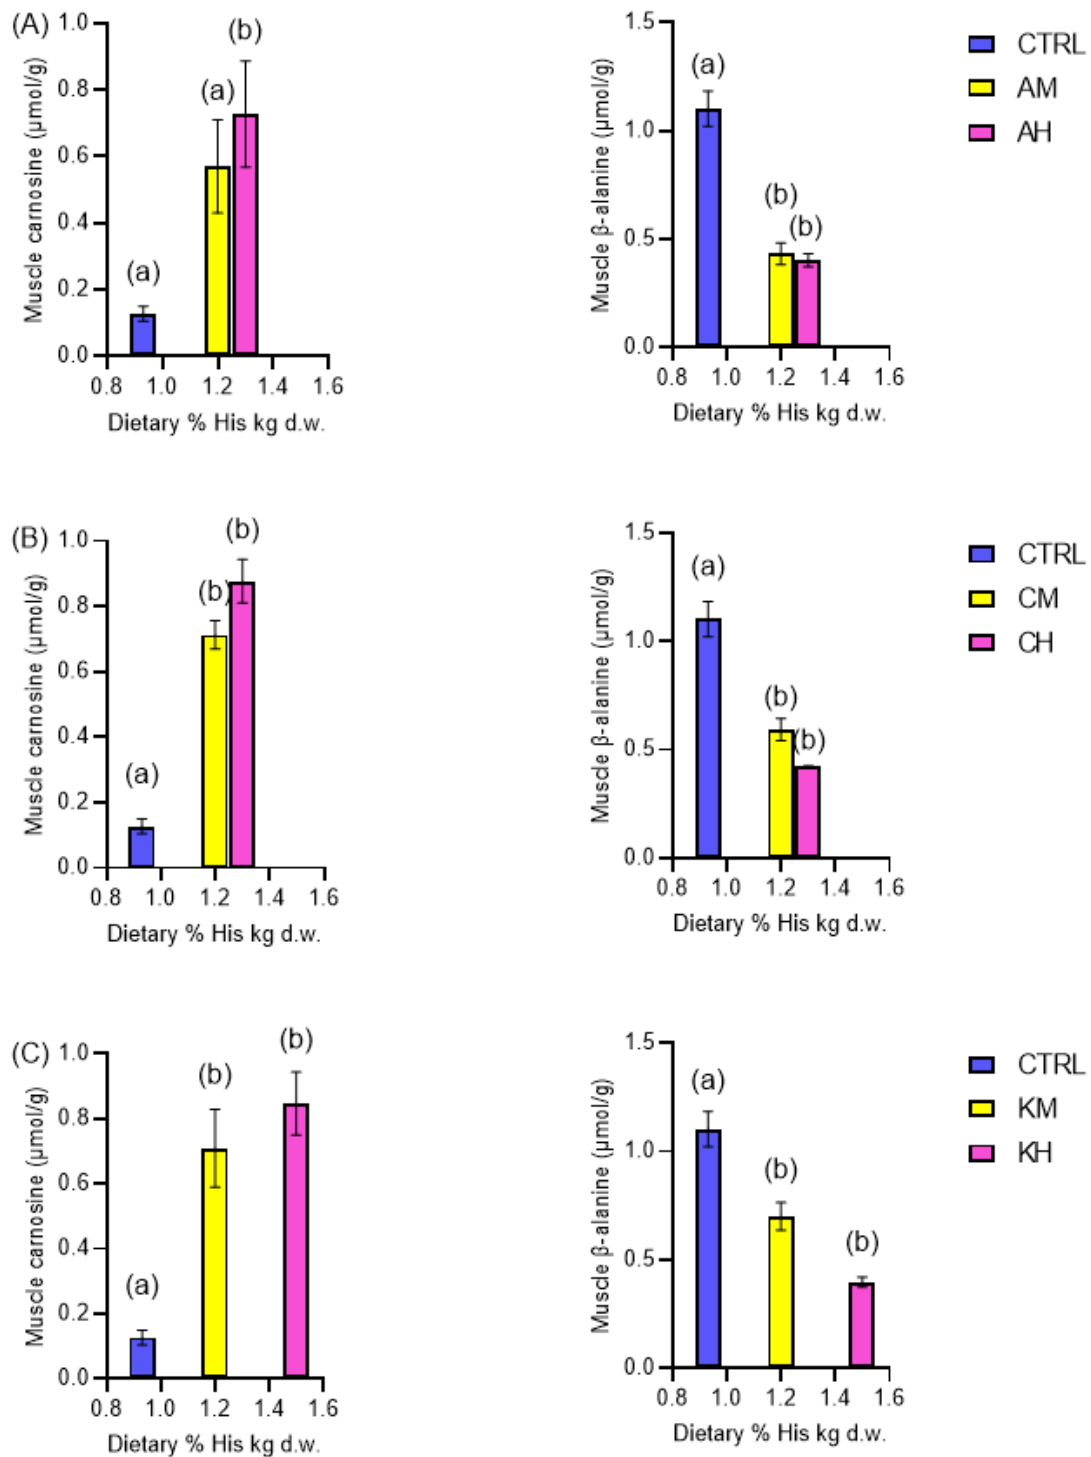 (A)
Muscle carnosine (μmol/g)
1.0
0.8
0.6
0.4
0.2
0.0
(a)
(a)
(b)
0.8 1.0 1.2 1.4 1.6
Dietary % His kg d.w.
Muscle β-alanine (μmol/g)
1.5
1.0
0.5
0.0
(a)
(b)
(b)
0.8 1.0 1.2 1.4 1.6
Dietary % His kg d.w.
CTRL
AM
AH
(B)
Muscle carnosine (μmol/g)
1.0
0.8
0.6
0.4
0.2
0.0
(a)
(b)
(b)
0.8 1.0 1.2 1.4 1.6
Dietary % His kg d.w.
Muscle β-alanine (μmol/g)
1.5
1.0
0.5
0.0
(a)
(b)
(b)
0.8 1.0 1.2 1.4 1.6
Dietary % His kg d.w.
CTRL
CM
CH
(C)
Muscle carnosine (μmol/g)
1.0
0.8
0.6
0.4
0.2
0.0
(a)
(b)
(b)
0.8 1.0 1.2 1.4 1.6
Dietary % His kg d.w.
Muscle β-alanine (μmol/g)
1.5
1.0
0.5
0.0
(a)
(b)
(b)
0.8 1.0 1.2 1.4 1.6
Dietary % His kg d.w.
CTRL
KM
KH